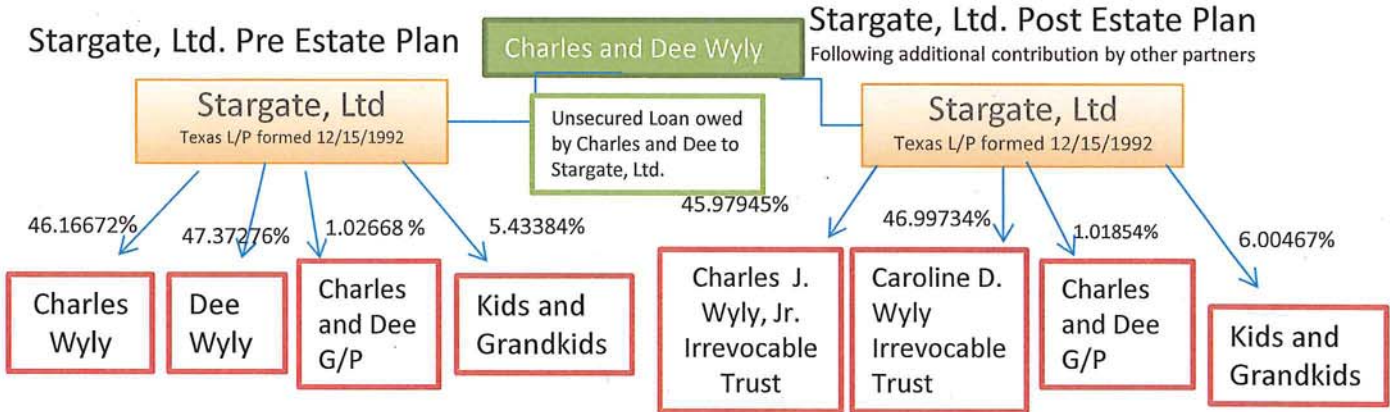 Stargate, Ltd. Pre Estate Plan
Charles and Dee Wyly
Stargate, Ltd. Post Estate Plan
Following additional contribution by other partners
Stargate, Ltd
Texas L/P formed 12/15/1992
Unsecured Loan owed
by Charles and Dee to
Stargate, Ltd.
Stargate, Ltd
Texas L/P formed 12/15/1992
46.16672%
47.37276%
1.02668 %
5.43384%
45.97945%
46.99734%
1.01854%
6.00467%
Charles
Wyly
Dee
Wyly
Charles
and Dee
G/P
Kids and
Grandkids
Charles J.
Wyly, Jr.
Irrevocable
Trust
Caroline D.
Wyly
Irrevocable
Trust
Charles
and Dee
G/P
Kids and
Grandkids